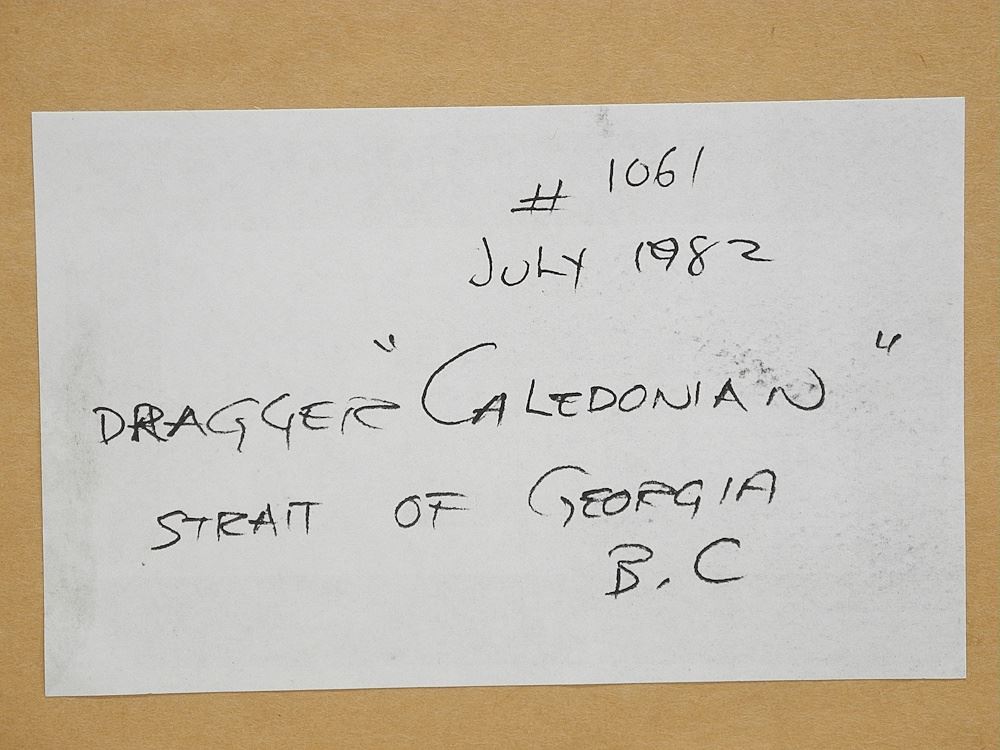 # 1061
JULY 1982
DRAGGER "CALEDONIAN"
STRAIT OF GEORGIA
B.C